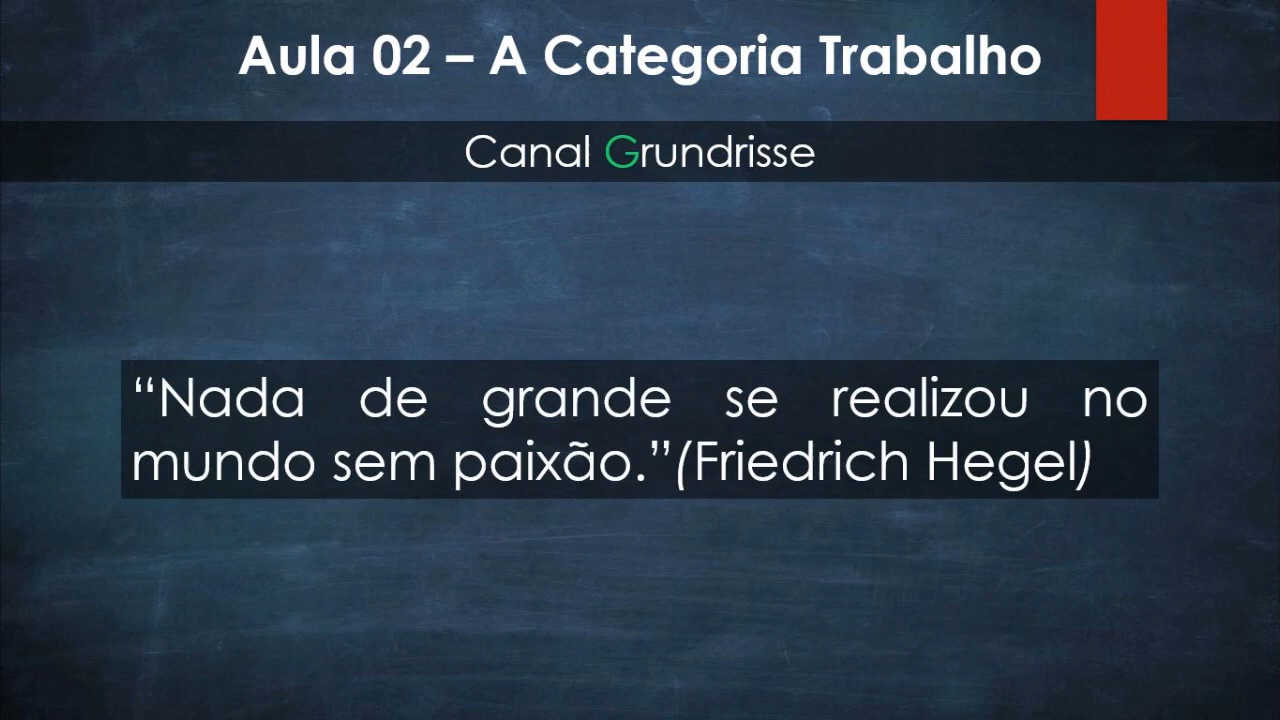 Aula 02 – A Categoria Trabalho
Canal Grundrisse
“Nada de grande se realizou no
mundo sem paixão.”(Friedrich Hegel)